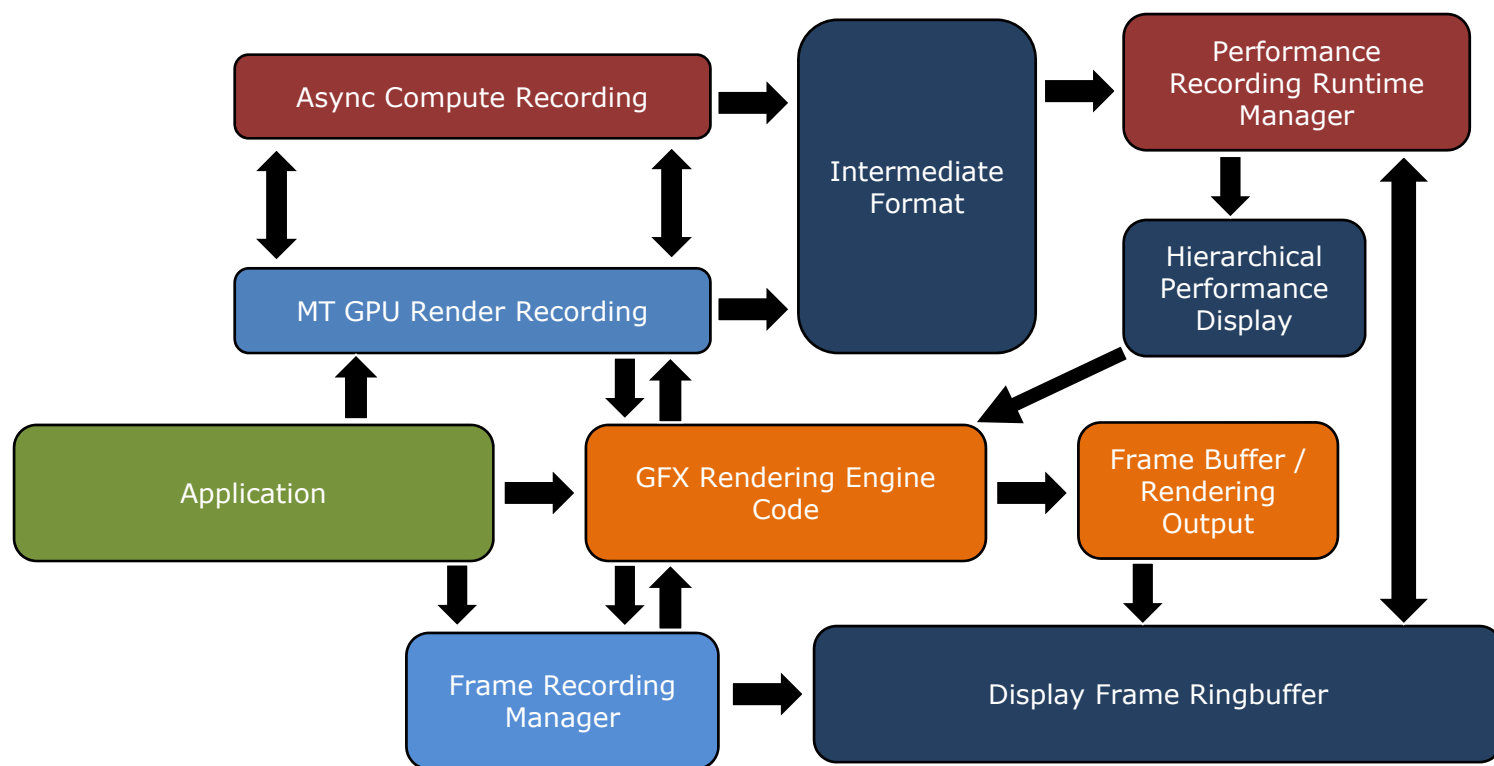 Async Compute Recording
Performance
Recording Runtime
Manager
Intermediate
Format
MT GPU Render Recording
Hierarchical
Performance
Display
Application
GFX Rendering Engine
Code
Frame Buffer /
Rendering
Output
Frame Recording
Manager
Display Frame Ringbuffer